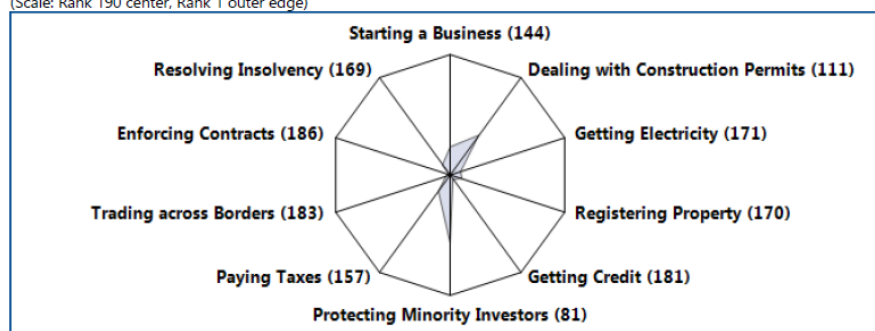 (Scale: Rank 190 center, Rank 1 outer edge)
Starting a Business (144)
Resolving Insolvency (169)
Dealing with Construction Permits (111)
Enforcing Contracts (186)
Getting Electricity (171)
Trading across Borders (183)
Registering Property (170)
Paying Taxes (157)
Getting Credit (181)
Protecting Minority Investors (81)